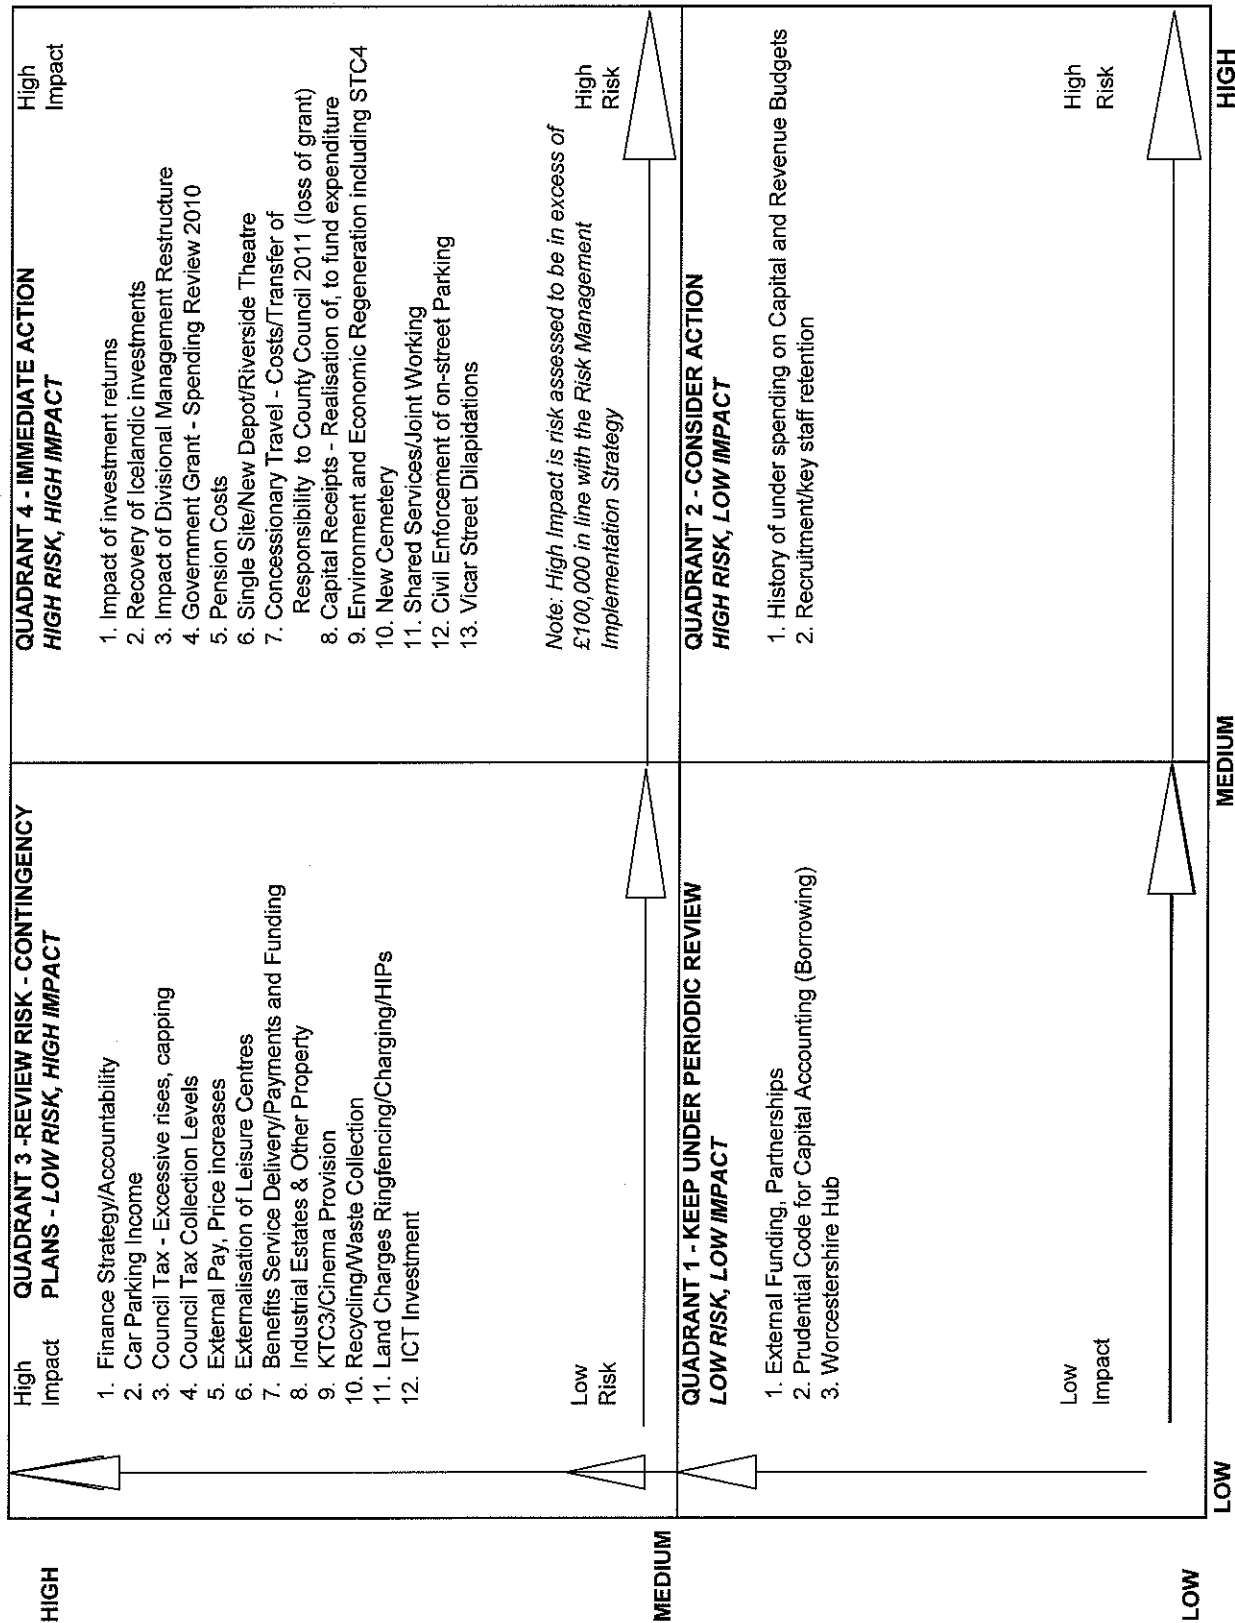 HIGH
High
Impact
QUADRANT 3 -REVIEW RISK - CONTINGENCY
PLANS - LOW RISK, HIGH IMPACT
1. Finance Strategy/Accountability
2. Car Parking Income
3. Council Tax - Excessive rises, capping
4. Council Tax Collection Levels
5. External Pay, Price increases
6. Externalisation of Leisure Centres
7. Benefits Service Delivery/Payments and Funding
8. Industrial Estates & Other Property
9. KTC3/Cinema Provision
10. Recycling/Waste Collection
11. Land Charges Ringfencing/Charging/HIPs
12. ICT Investment
Low
Risk
QUADRANT 4 - IMMEDIATE ACTION
HIGH RISK, HIGH IMPACT
High
Impact
1. Impact of investment returns
2. Recovery of Icelandic investments
3. Impact of Divisional Management Restructure
4. Government Grant - Spending Review 2010
5. Pension Costs
6. Single Site/New Depot/Riverside Theatre
7. Concessionary Travel - Costs/Transfer of
Responsibility to County Council 2011 (loss of grant)
8. Capital Receipts - Realisation of, to fund expenditure
9. Environment and Economic Regeneration including STC4
10. New Cemetery
11. Shared Services/Joint Working
12. Civil Enforcement of on-street Parking
13. Vicar Street Dilapidations
Note: High Impact is risk assessed to be in excess of
£100,000 in line with the Risk Management
Implementation Strategy
High
Risk
MEDIUM
QUADRANT 1 - KEEP UNDER PERIODIC REVIEW
LOW RISK, LOW IMPACT
1. External Funding, Partnerships
2. Prudential Code for Capital Accounting (Borrowing)
3. Worcestershire Hub
Low
Impact
QUADRANT 2 - CONSIDER ACTION
HIGH RISK, LOW IMPACT
1. History of under spending on Capital and Revenue Budgets
2. Recruitment/key staff retention
High
Risk
LOW
LOW
MEDIUM
HIGH